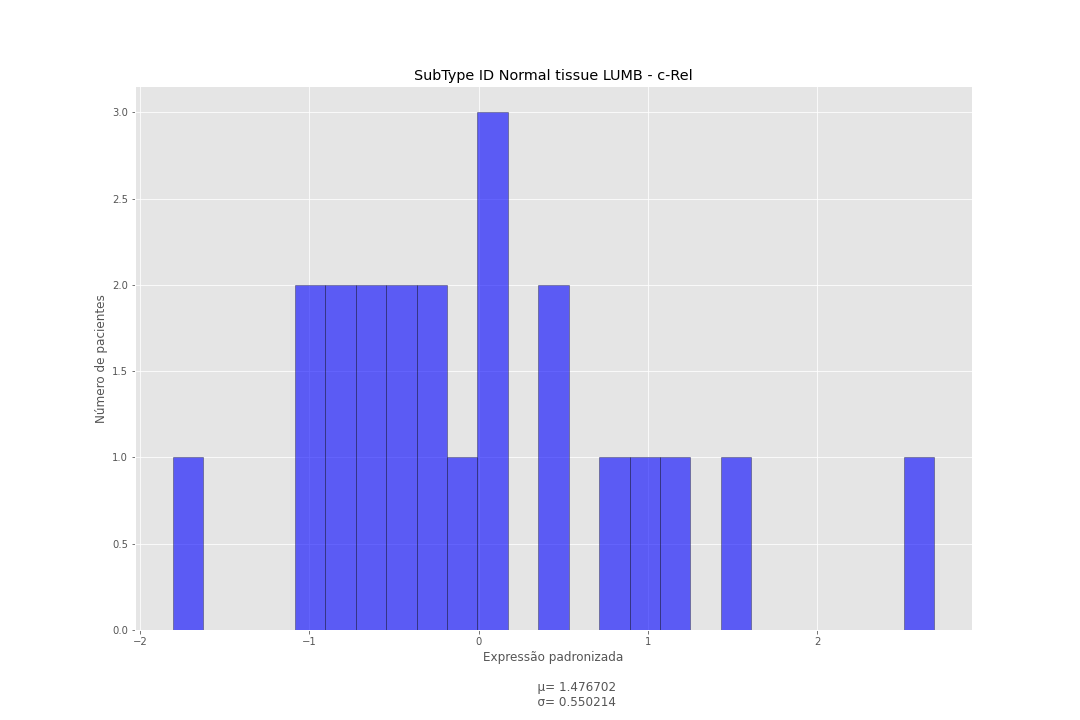 SubType ID Normal tissue LUMB - c-Rel
3.0
2.5
2.0
1.5
1.0
0.5
0.0
Número de pacientes
−2
−1
0
1
2
Expressão padronizada
μ= 1.476702
σ= 0.550214